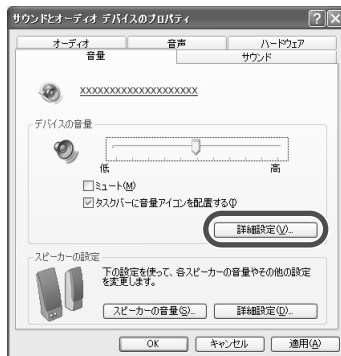 サウンドとオーディオ デバイスのプロパティ
オーディオ 音声 ハードウェア
音量 サウンド
XXXXXXXXXXXXXXXXXXXX
デバイスの音量
低 高
ミュート(M)
タスクバーに音量アイコンを配置する(I)
詳細設定(V)...
スピーカーの設定
下の設定を使って、各スピーカーの音量やその他の設定
を変更します。
スピーカーの音量(S)... 詳細設定(D)...
OK キャンセル 適用(A)